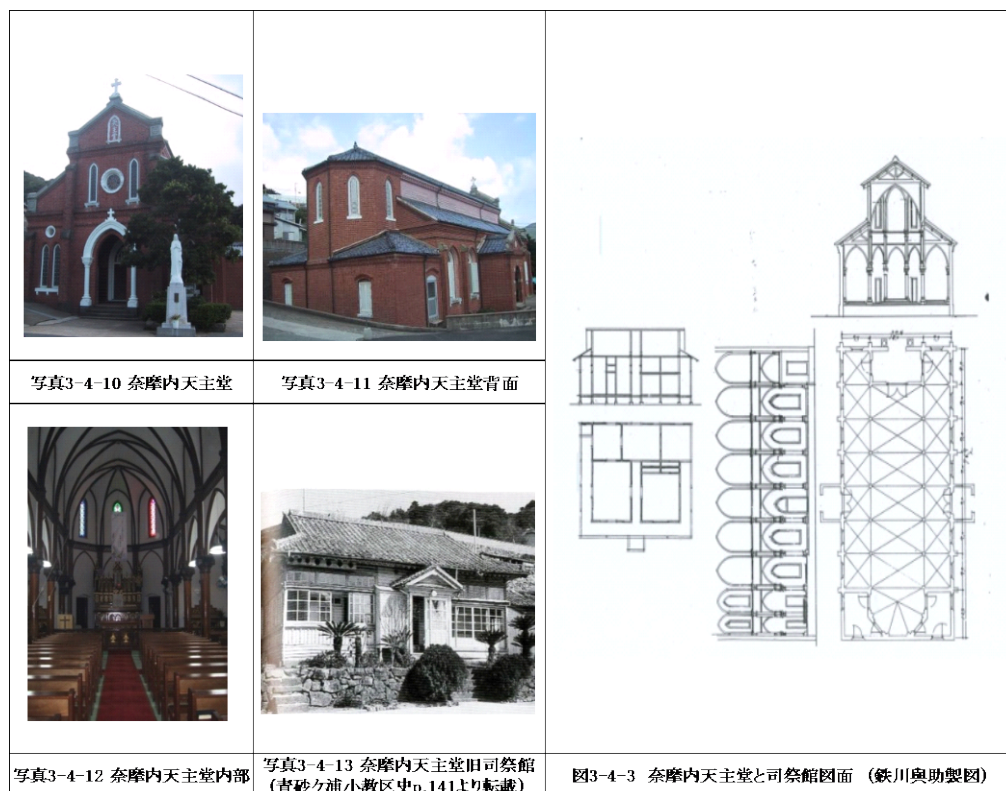 写真3-4-10 奈摩内天主堂
写真3-4-11 奈摩内天主堂背面
写真3-4-12 奈摩内天主堂内部
写真3-4-13 奈摩内天主堂旧司祭館
(青砂ケ浦小教区史p.141より転載)
図3-4-3 奈摩内天主堂と司祭館図面 (鉄川與助製図)